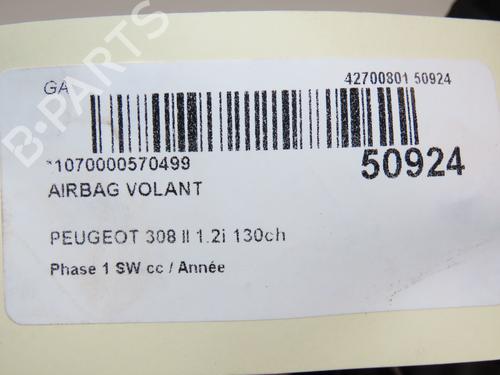 GA
42700801 50924
*1070000570499
50924
AIRBAG VOLANT
PEUGEOT 308 II 1.2i 130ch
Phase 1 SW cc / Année
B-PARTS